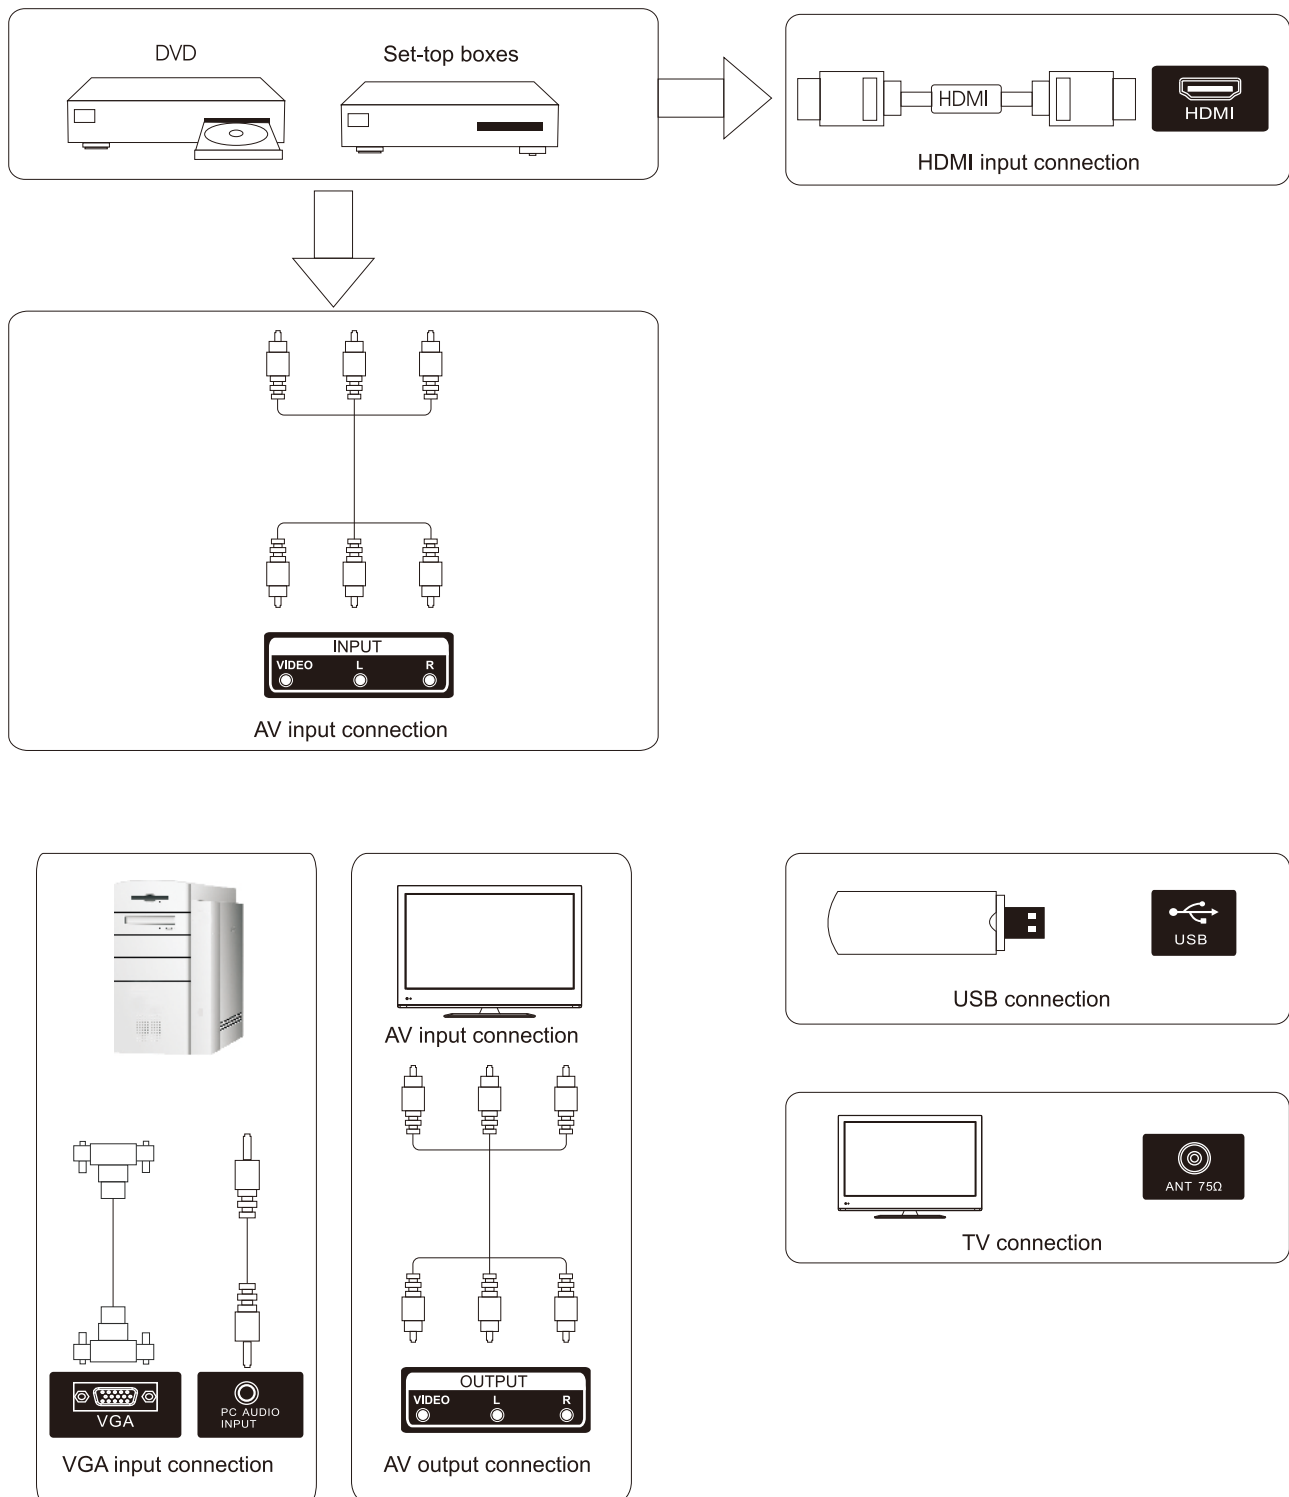 DVD
Set-top boxes
HDMI
HDMI
HDMI input connection
INPUT
VIDEO L R
AV input connection
VGA
PC AUDIO
INPUT
VGA input connection
AV input connection
OUTPUT
VIDEO L R
AV output connection
USB
USB connection
ANT 75Ω
TV connection